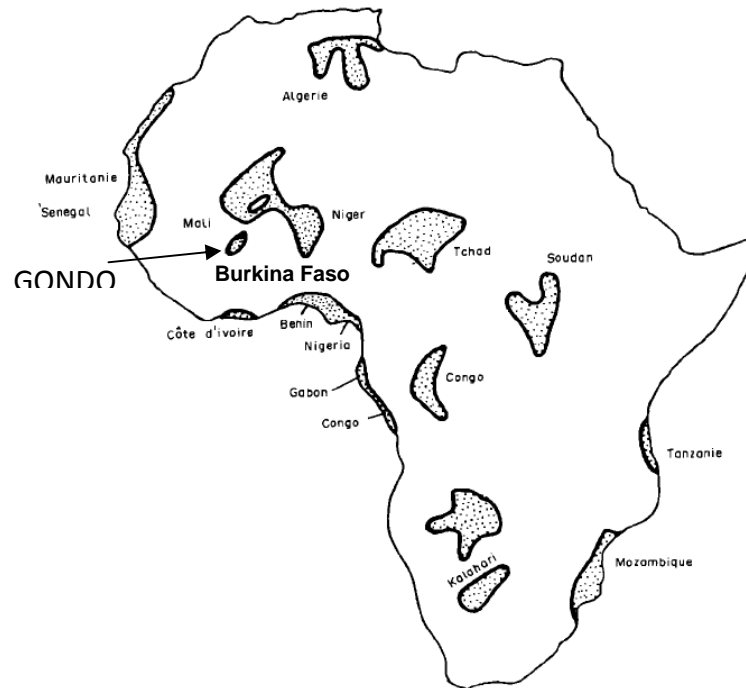 Algerie
Mauritanie
'Senegal
Mali
Niger
Tchad
Soudan
GONDO
Burkina Faso
Côte d'ivoire
Benin
Nigeria
Gabon
Congo
Congo
Tanzanie
Mozambique
Kalahari